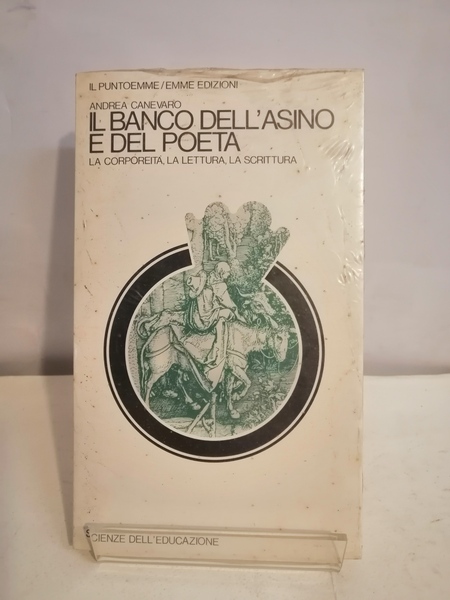 IL PUNTOEMME/EMME EDIZIONI
ANDREA CANEVARO
IL BANCO DELL'ASINO
E DEL POETA
LA CORPOREITÀ, LA LETTURA, LA SCRITTURA
SCIENZE DELL'EDUCAZIONE